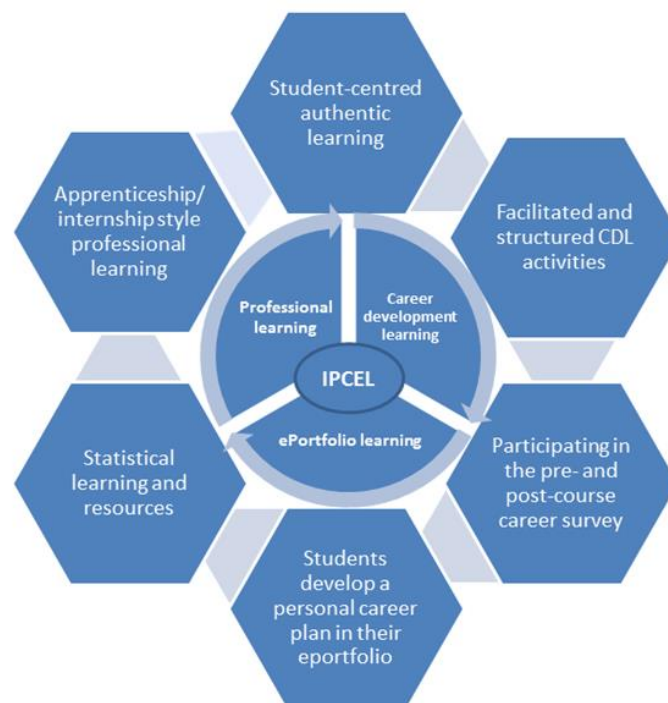 Student-centred
authentic
learning
Facilitated and
structured CDL
activities
Participating in
the pre- and
post-course
career survey
Students
develop a
personal career
plan in their
eportfolio
Statistical
learning and
resources
Apprenticeship/
internship style
professional
learning
Professional
learning
Career
development
learning
IPCEL
ePortfolio learning